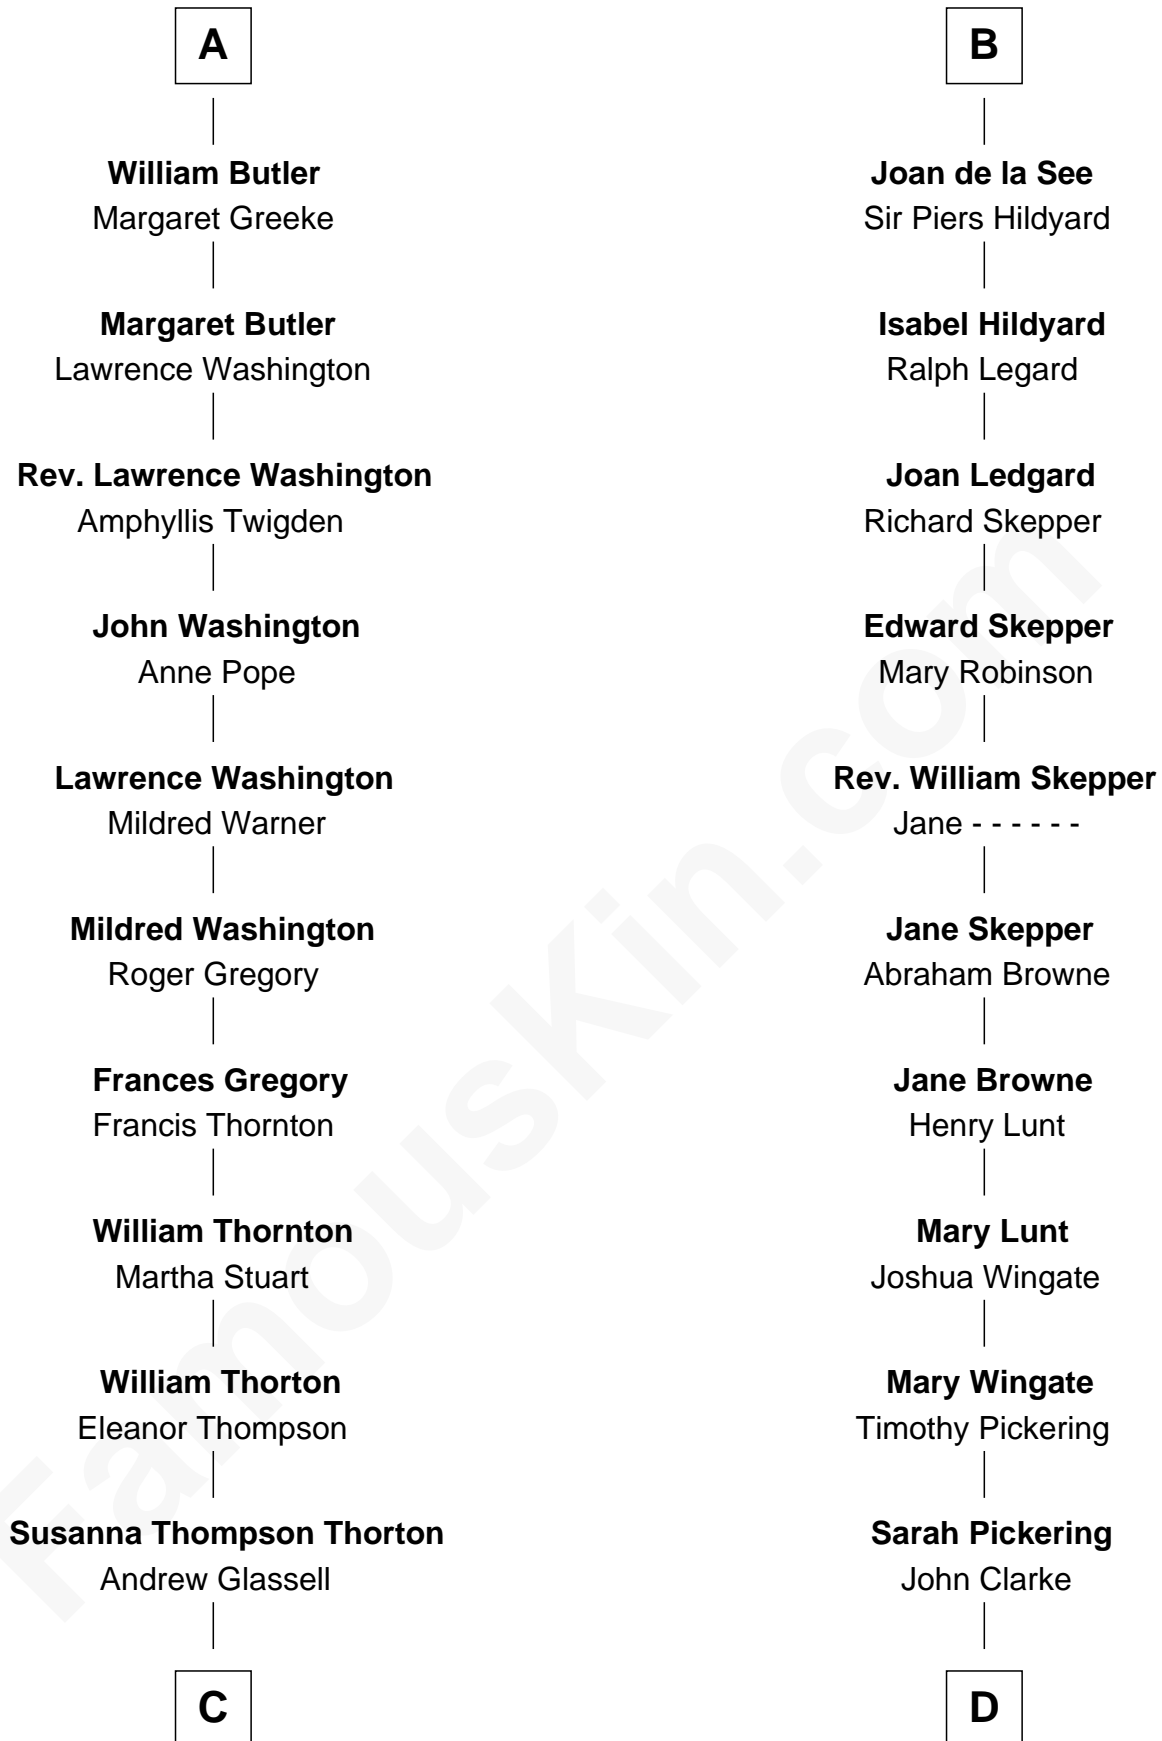 A
William Butler
Margaret Greeke
Margaret Butler
Lawrence Washington
Rev. Lawrence Washington
Amphyllis Twigden
John Washington
Anne Pope
Lawrence Washington
Mildred Warner
Mildred Washington
Roger Gregory
Frances Gregory
Francis Thornton
William Thornton
Martha Stuart
William Thorton
Eleanor Thompson
Susanna Thompson Thorton
Andrew Glassell
C
B
Joan de la See
Sir Piers Hildyard
Isabel Hildyard
Ralph Legard
Joan Ledgard
Richard Skepper
Edward Skepper
Mary Robinson
Rev. William Skepper
Jane - - - - - -
Jane Skepper
Abraham Browne
Jane Browne
Henry Lunt
Mary Lunt
Joshua Wingate
Mary Wingate
Timothy Pickering
Sarah Pickering
John Clarke
D
FamousKin.com